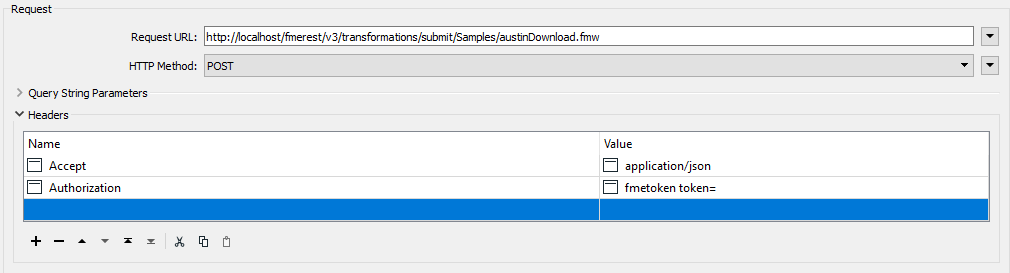 Request
Request URL: http://localhost/fmerest/v3/transformations/submit/Samples/austinDownload.fmw
HTTP Method: POST
Query String Parameters
Headers
Name Value
Accept application/json
Authorization fmetoken token=